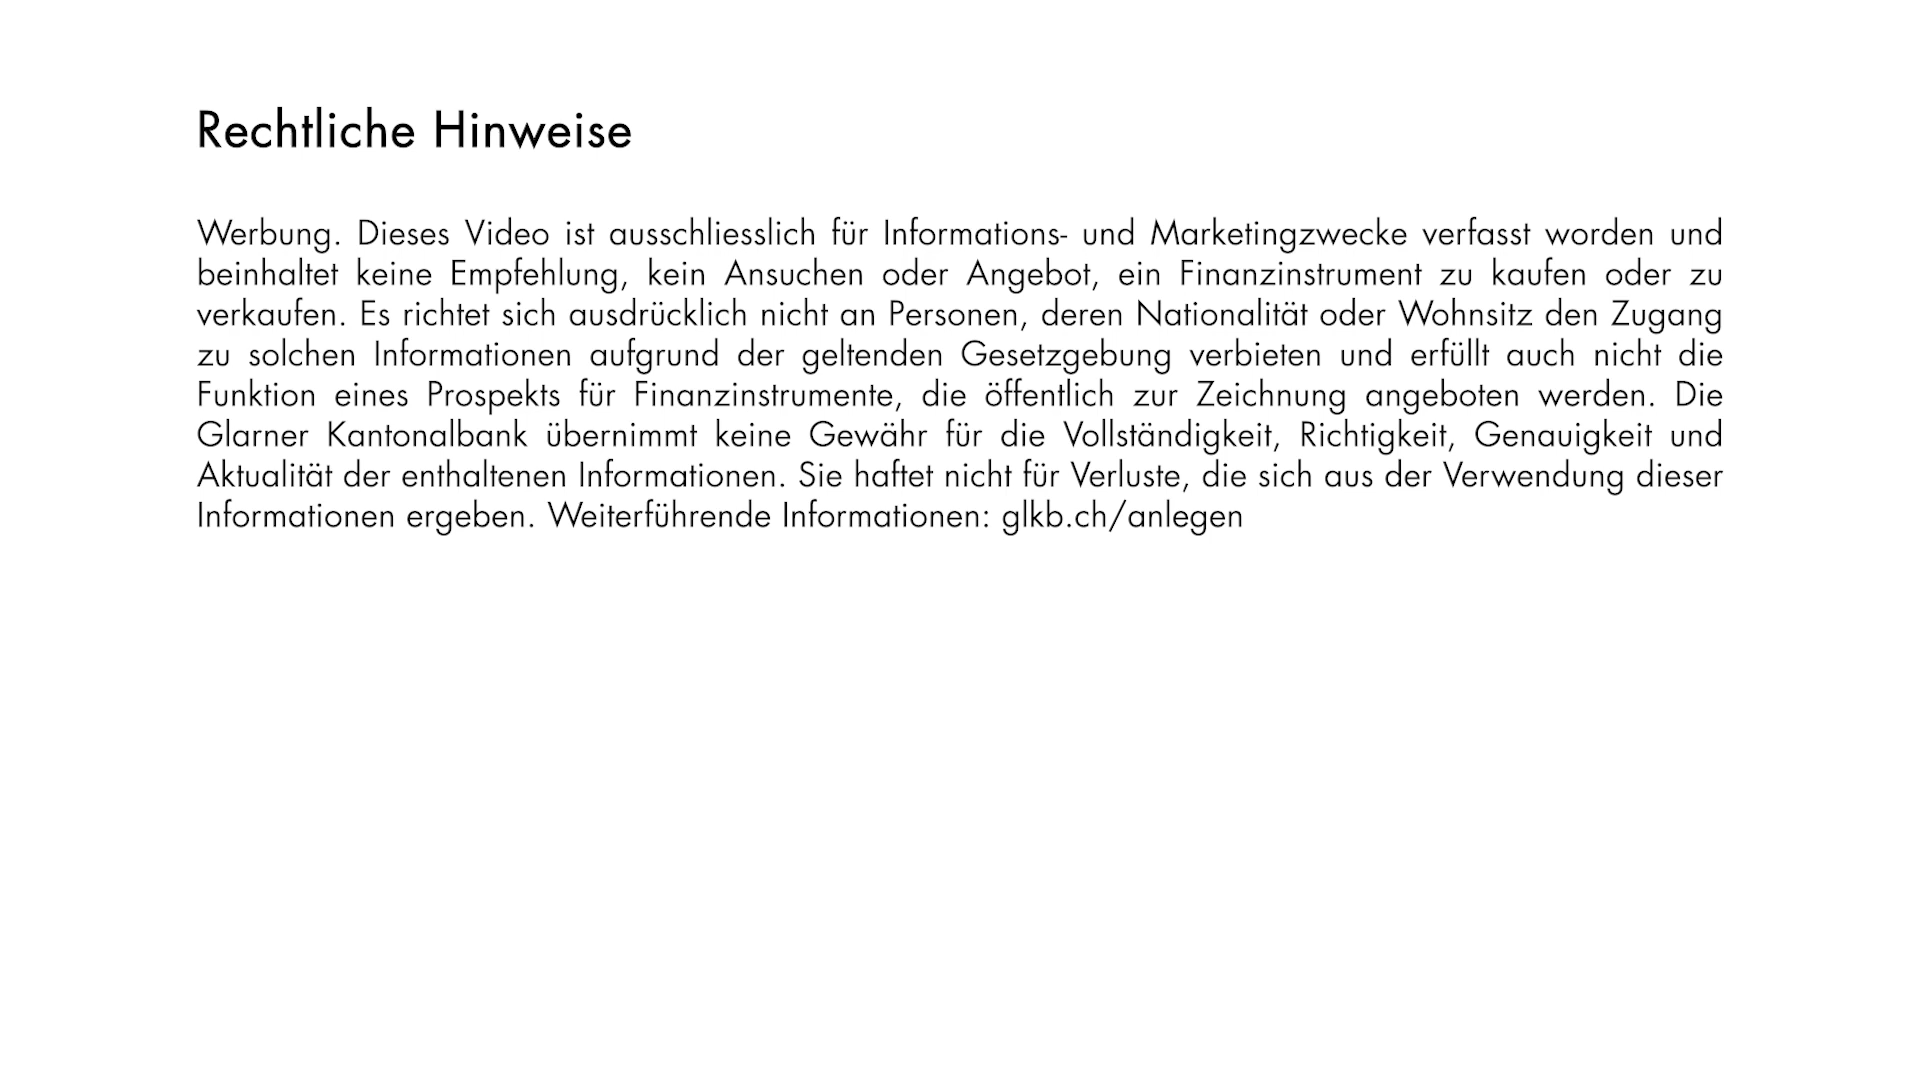 Rechtliche Hinweise
Werbung. Dieses Video ist ausschliesslich für Informations- und Marketingzwecke verfasst worden und
beinhaltet keine Empfehlung, kein Ansuchen oder Angebot, ein Finanzinstrument zu kaufen oder zu
verkaufen. Es richtet sich ausdrücklich nicht an Personen, deren Nationalität oder Wohnsitz den Zugang
zu solchen Informationen aufgrund der geltenden Gesetzgebung verbieten und erfüllt auch nicht die
Funktion eines Prospekts für Finanzinstrumente, die öffentlich zur Zeichnung angeboten werden. Die
Glarner Kantonalbank übernimmt keine Gewähr für die Vollständigkeit, Richtigkeit, Genauigkeit und
Aktualität der enthaltenen Informationen. Sie haftet nicht für Verluste, die sich aus der Verwendung dieser
Informationen ergeben. Weiterführende Informationen: glkb.ch/anlegen